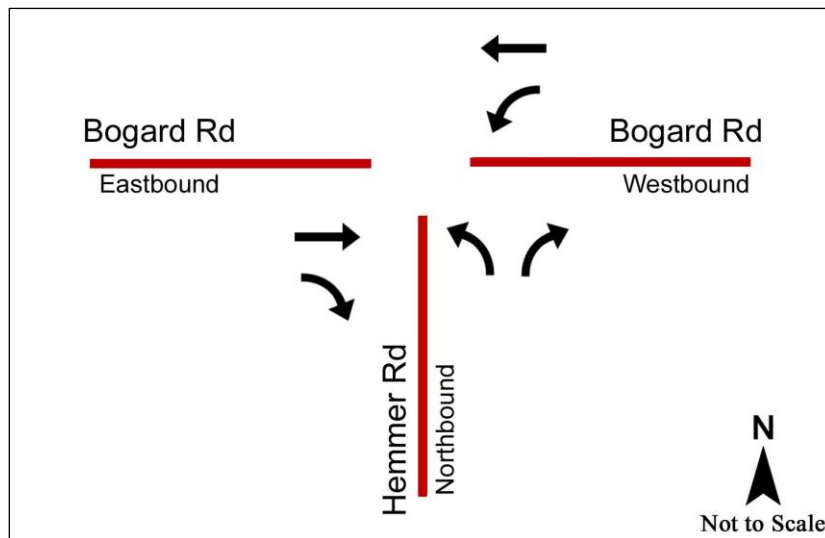 Bogard Rd
Eastbound
Bogard Rd
Westbound
Hemmer Rd
Northbound
N
Not to Scale